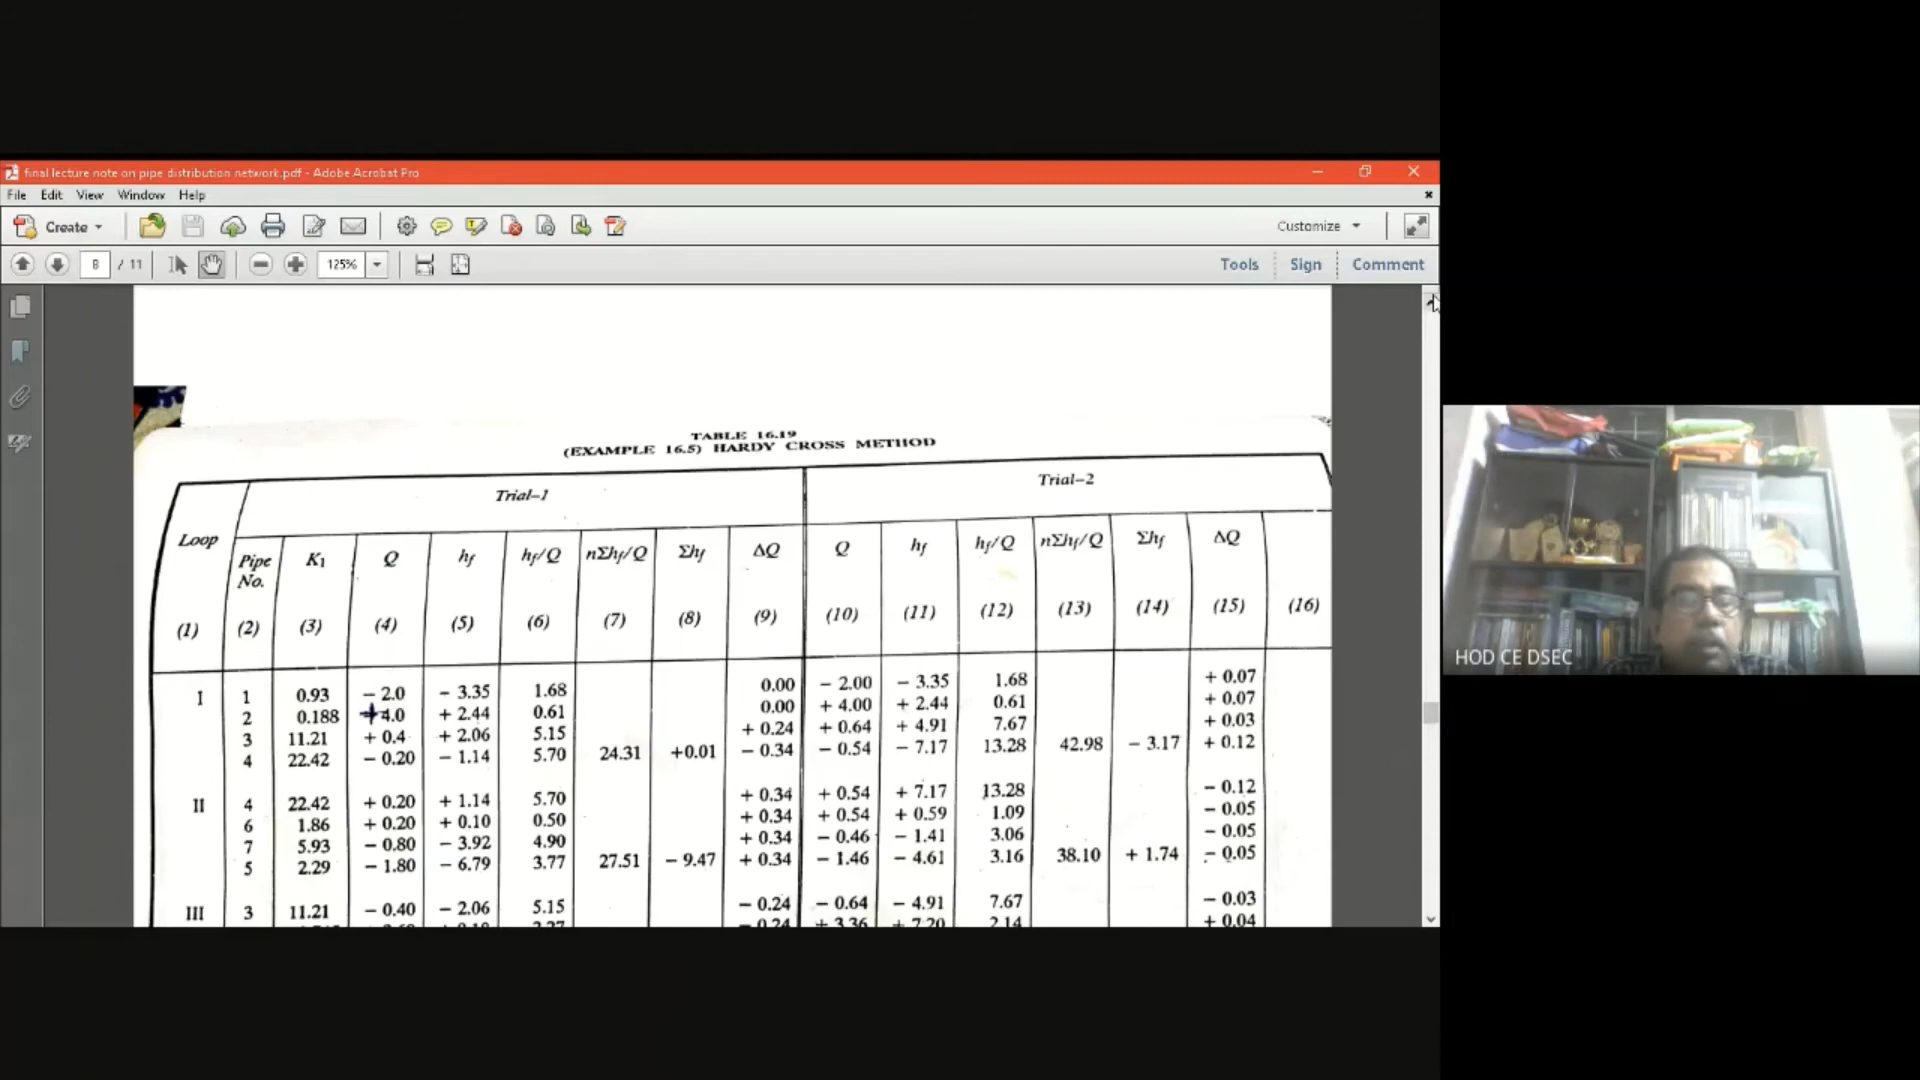 final lecture note on pipe distribution network.pdf - Adobe Acrobat Pro
File Edit View Window Help
Create Customize
8 / 11 125% Tools Sign Comment
TABLE 16.19
(EXAMPLE 16.5) HARDY CROSS METHOD
Trial-1 Trial-2
Loop Pipe No. K1 Q hf hf/Q nΣhf/Q Σhf ΔQ Q hf hf/Q nΣhf/Q Σhf ΔQ
(1) (2) (3) (4) (5) (6) (7) (8) (9) (10) (11) (12) (13) (14) (15) (16)
I 1 0.93 - 2.0 - 3.35 1.68 0.00 - 2.00 - 3.35 1.68 + 0.07
2 0.188 + 4.0 + 2.44 0.61 0.00 + 4.00 + 2.44 0.61 + 0.07
3 11.21 + 0.4 + 2.06 5.15 + 0.24 + 0.64 + 4.91 7.67 + 0.03
4 22.42 - 0.20 - 1.14 5.70 24.31 +0.01 - 0.34 - 0.54 - 7.17 13.28 42.98 - 3.17 + 0.12
II 4 22.42 + 0.20 + 1.14 5.70 + 0.34 + 0.54 + 7.17 13.28 - 0.12
6 1.86 + 0.20 + 0.10 0.50 + 0.34 + 0.54 + 0.59 1.09 - 0.05
7 5.93 - 0.80 - 3.92 4.90 + 0.34 - 0.46 - 1.41 3.06 - 0.05
5 2.29 - 1.80 - 6.79 3.77 27.51 - 9.47 + 0.34 - 1.46 - 4.61 3.16 38.10 + 1.74 - 0.05
III 3 11.21 - 0.40 - 2.06 5.15 - 0.24 - 0.64 - 4.91 7.67 - 0.03
- 0.24 + 3.36 + 7.20 2.14 + 0.04
HOD CE DSEC